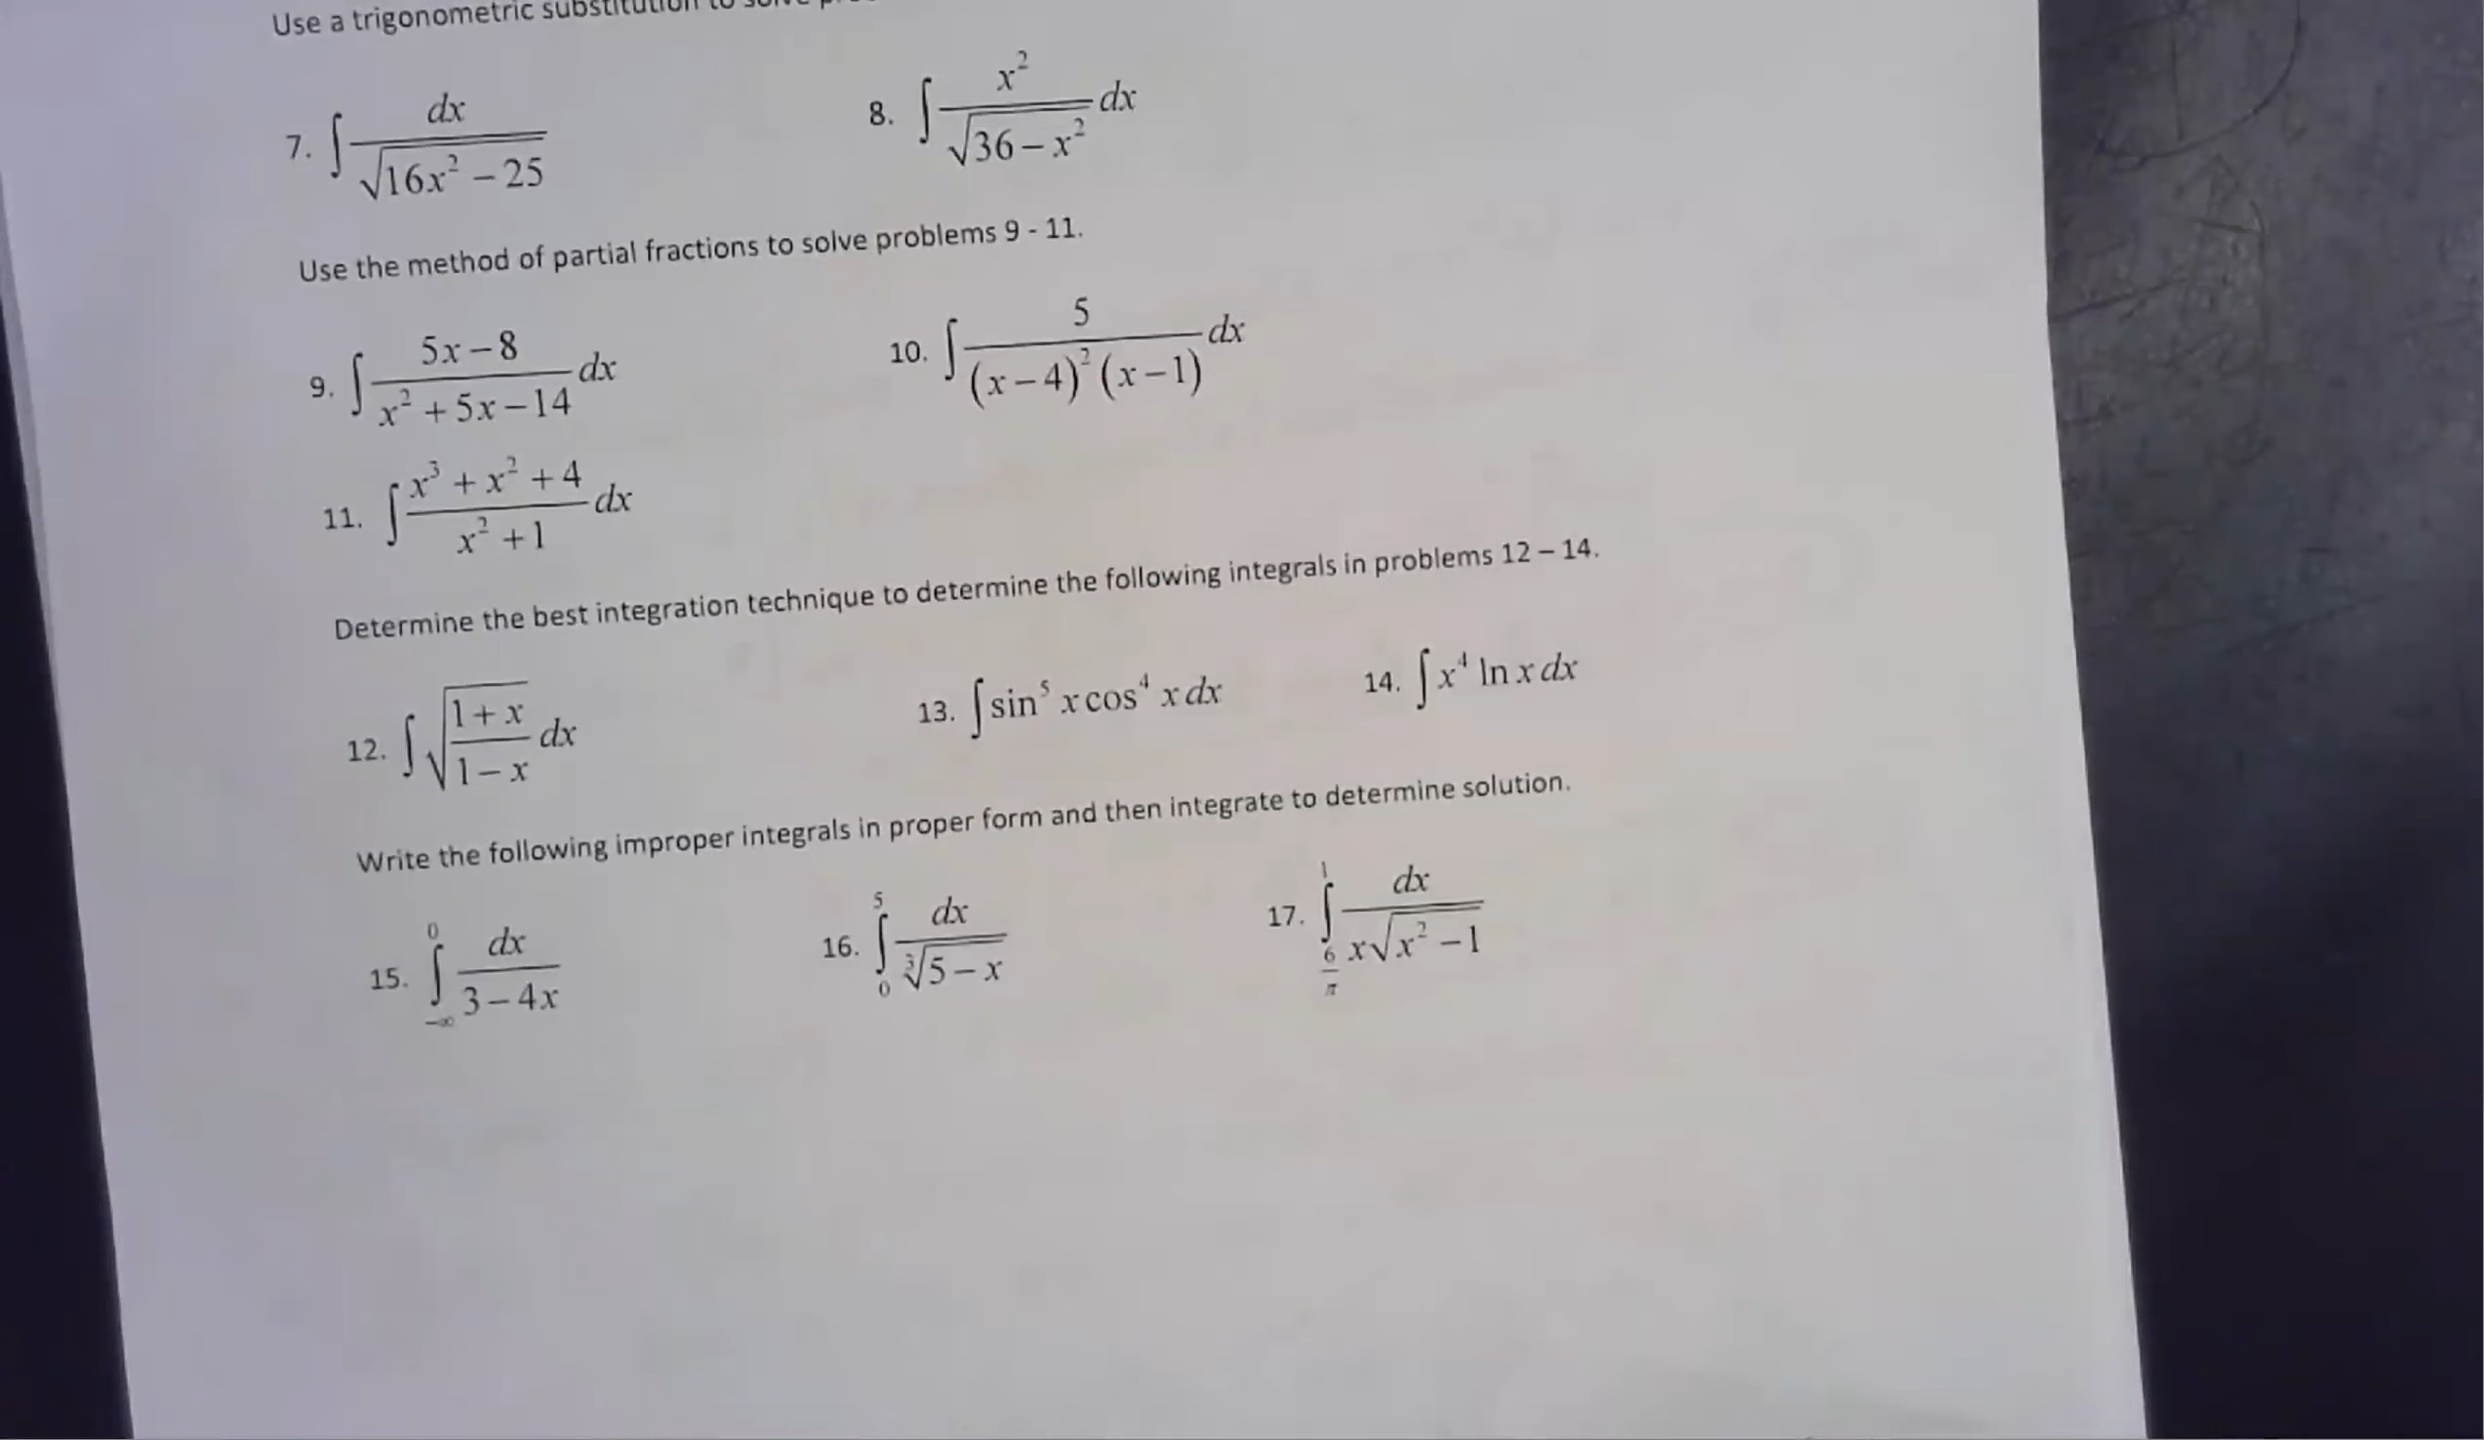 Use a trigonometric substitution to solve
7. ∫ dx / √(16x² − 25)    8. ∫ x² / √(36 − x²) dx
Use the method of partial fractions to solve problems 9 - 11.
9. ∫ (5x − 8) / (x² + 5x − 14) dx    10. ∫ 5 / ((x − 4)² (x − 1)) dx
11. ∫ (x³ + x² + 4) / (x² + 1) dx
Determine the best integration technique to determine the following integrals in problems 12 – 14.
12. ∫ √((1 + x) / (1 − x)) dx    13. ∫ sin⁵ x cos⁴ x dx    14. ∫ x⁴ ln x dx
Write the following improper integrals in proper form and then integrate to determine solution.
15. ∫_{−∞}^{0} dx / (3 − 4x)    16. ∫_{0}^{5} dx / ∛(5 − x)    17. ∫_{6/π}^{1} dx / (x√(x² − 1))